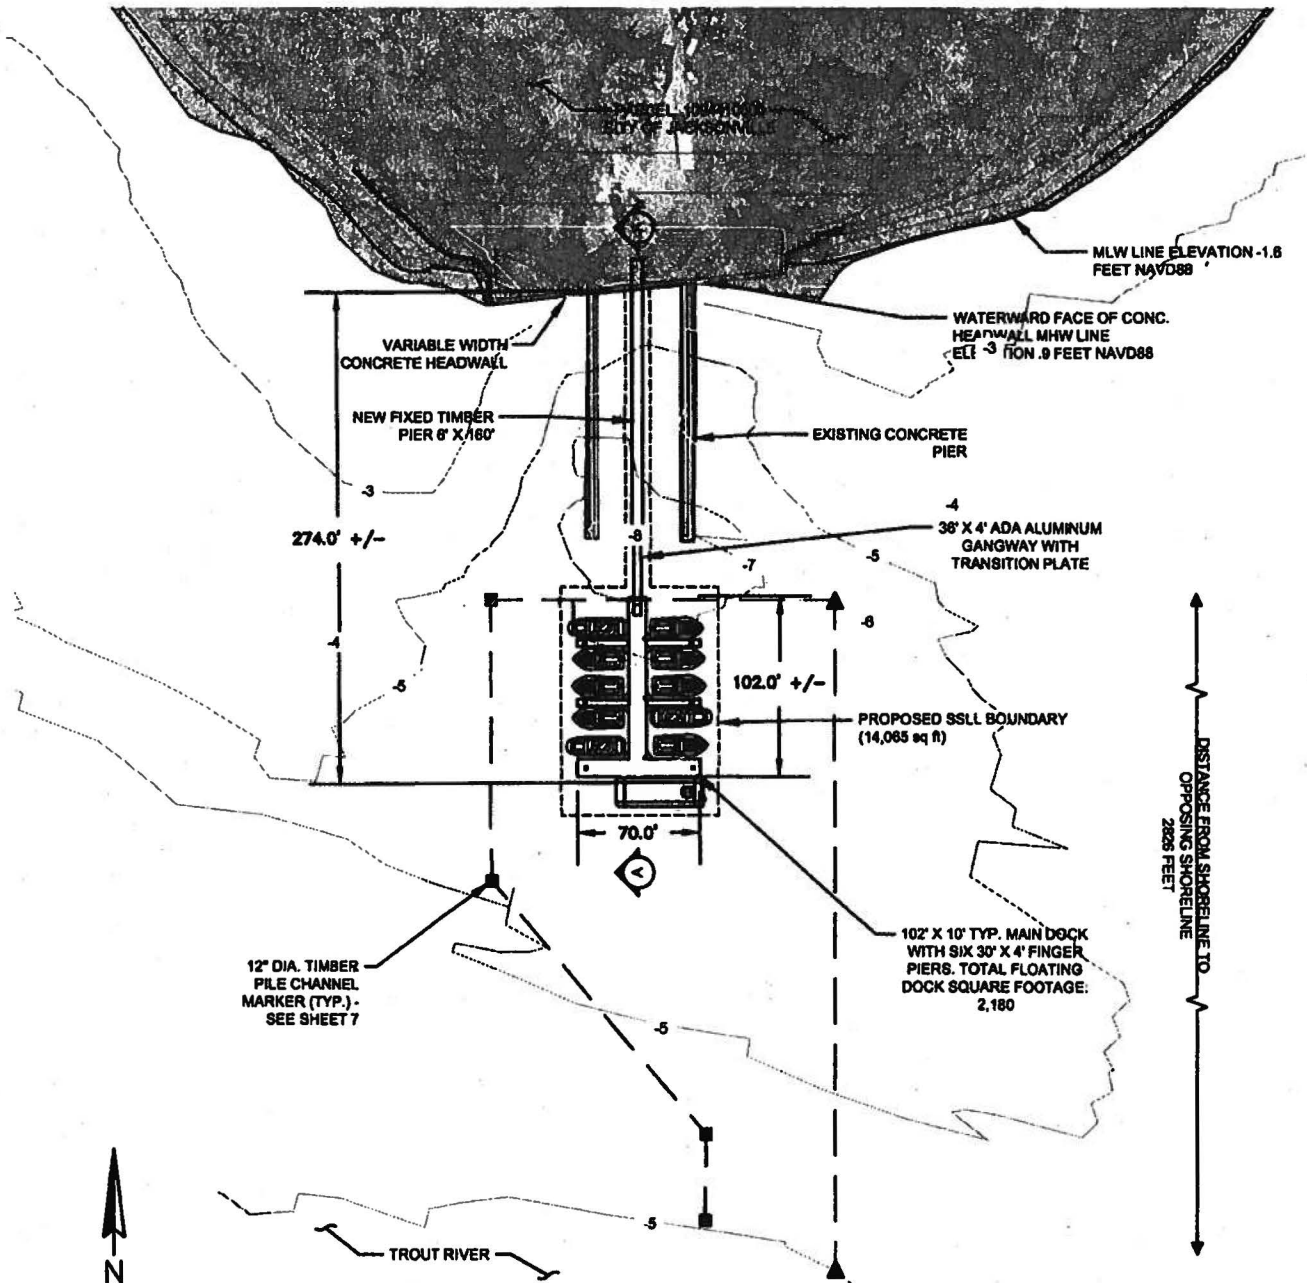 CITY OF JACKSONVILLE
MLW LINE ELEVATION -1.6
FEET NAVD88
WATERWARD FACE OF CONC.
HEADWALL MHW LINE
-3
.9 FEET NAVD88
VARIABLE WIDTH
CONCRETE HEADWALL
NEW FIXED TIMBER
PIER 6' X 160'
EXISTING CONCRETE
PIER
-3
-4
274.0' +/-
36' X 4' ADA ALUMINUM
GANGWAY WITH
TRANSITION PLATE
-8
-7
-5
-6
-4
-5
102.0' +/-
PROPOSED SSLL BOUNDARY
(14,065 sq ft)
DISTANCE FROM SHORELINE TO
OPPOSING SHORELINE
2826 FEET
70.0'
A
12" DIA. TIMBER
PILE CHANNEL
MARKER (TYP.) -
SEE SHEET 7
102' X 10' TYP. MAIN DOCK
WITH SIX 30' X 4' FINGER
PIERS. TOTAL FLOATING
DOCK SQUARE FOOTAGE:
2,180
-5
-5
TROUT RIVER
N